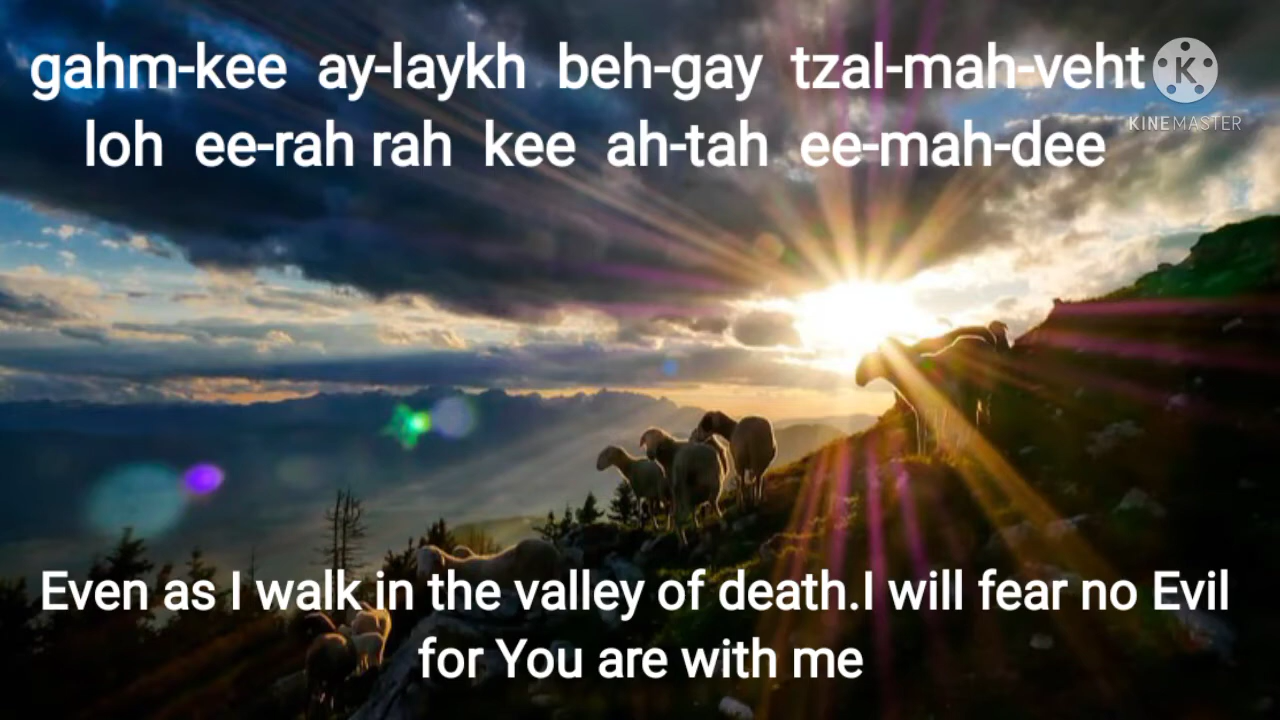 gahm-kee ay-laykh beh-gay tzal-mah-veht
loh ee-rah rah kee ah-tah ee-mah-dee
KINEMASTER
Even as I walk in the valley of death.I will fear no Evil
for You are with me